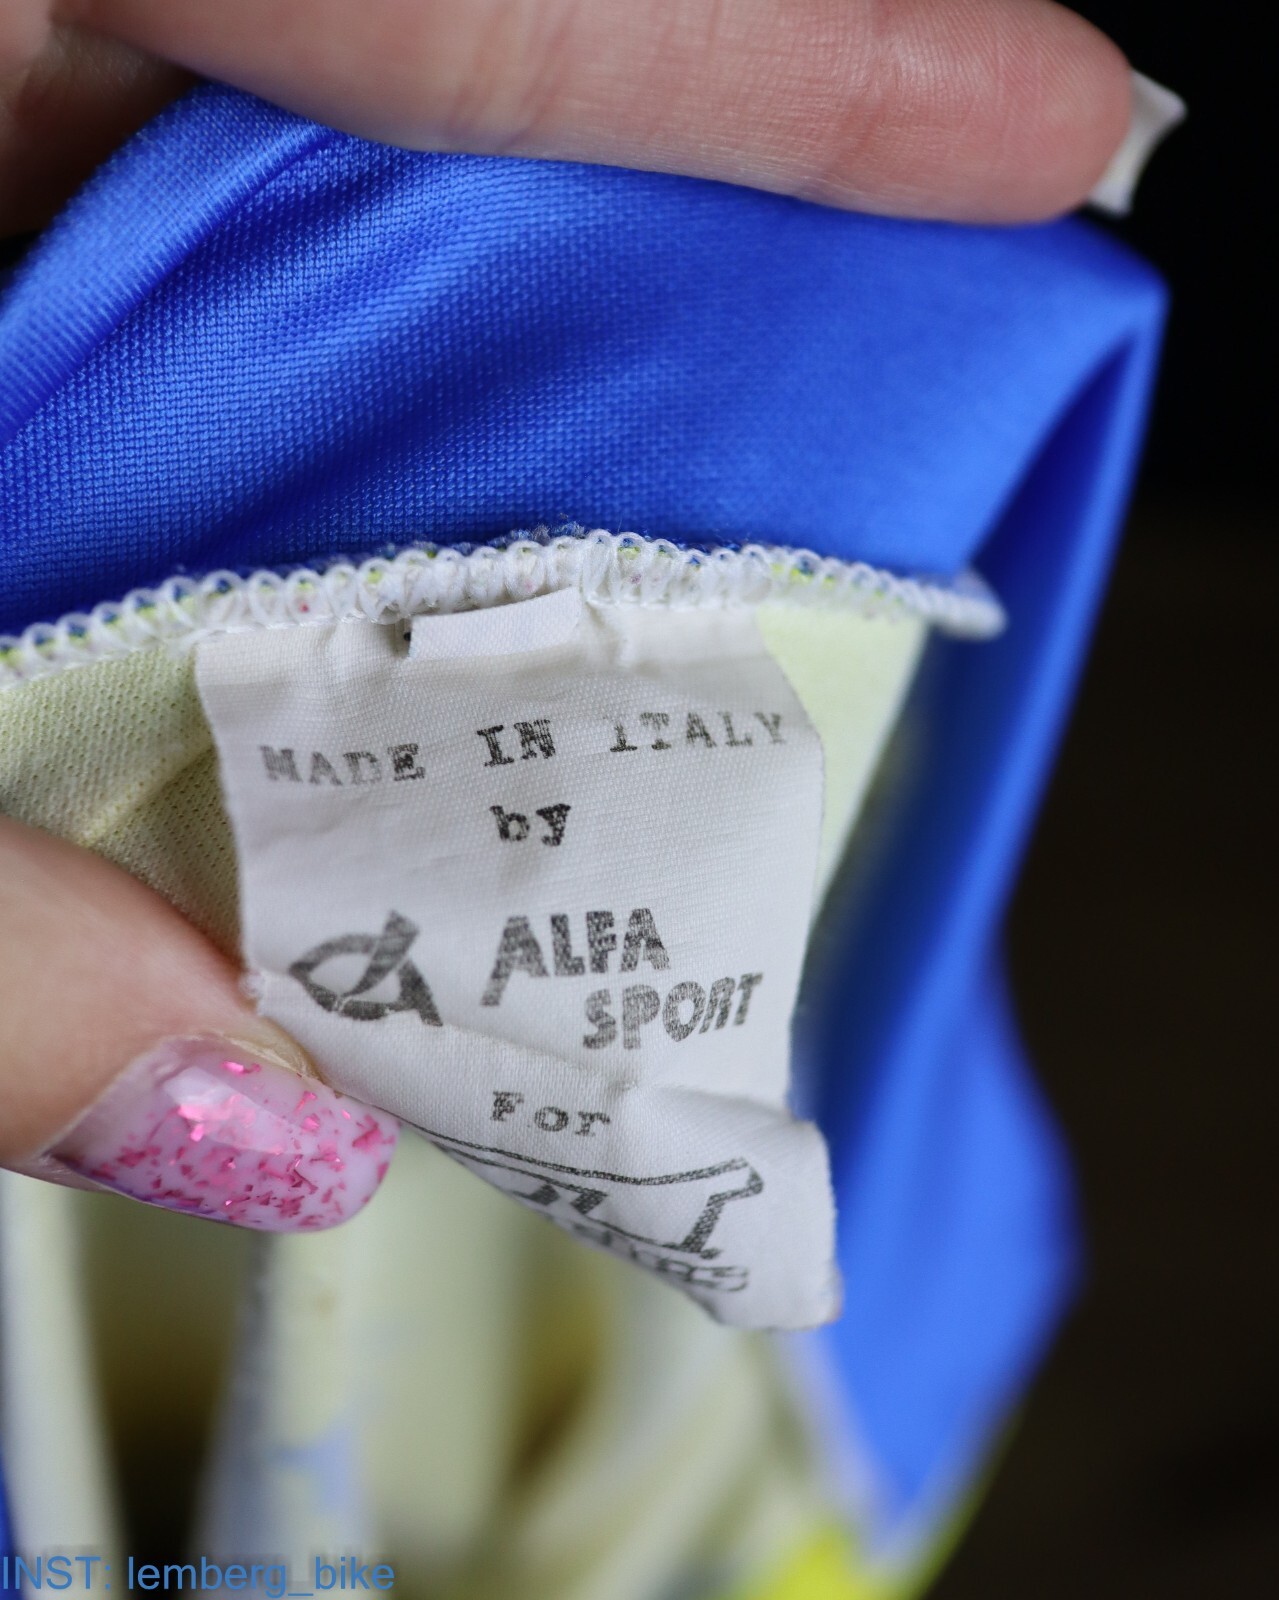 MADE IN ITALY
by
ALFA
SPORT
For
INST: lemberg_bike